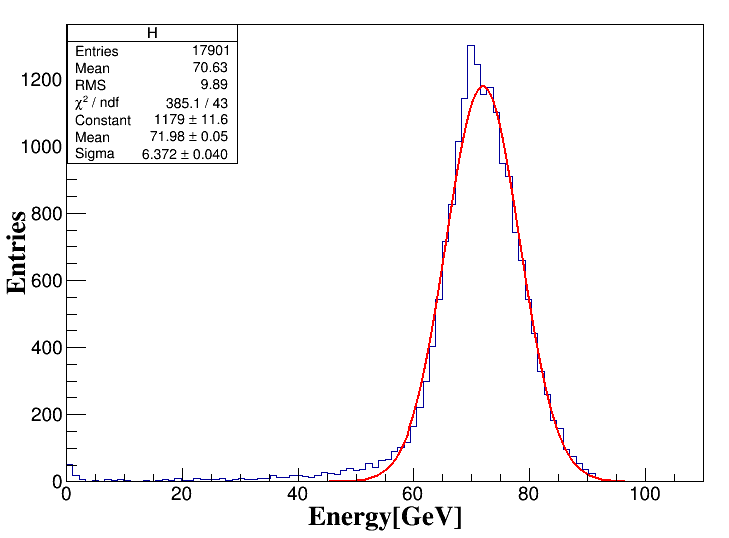 H
Entries 17901
Mean 70.63
RMS 9.89
χ² / ndf 385.1 / 43
Constant 1179 ± 11.6
Mean 71.98 ± 0.05
Sigma 6.372 ± 0.040
1200
1000
800
600
400
200
0
Entries
0 20 40 60 80 100
Energy[GeV]